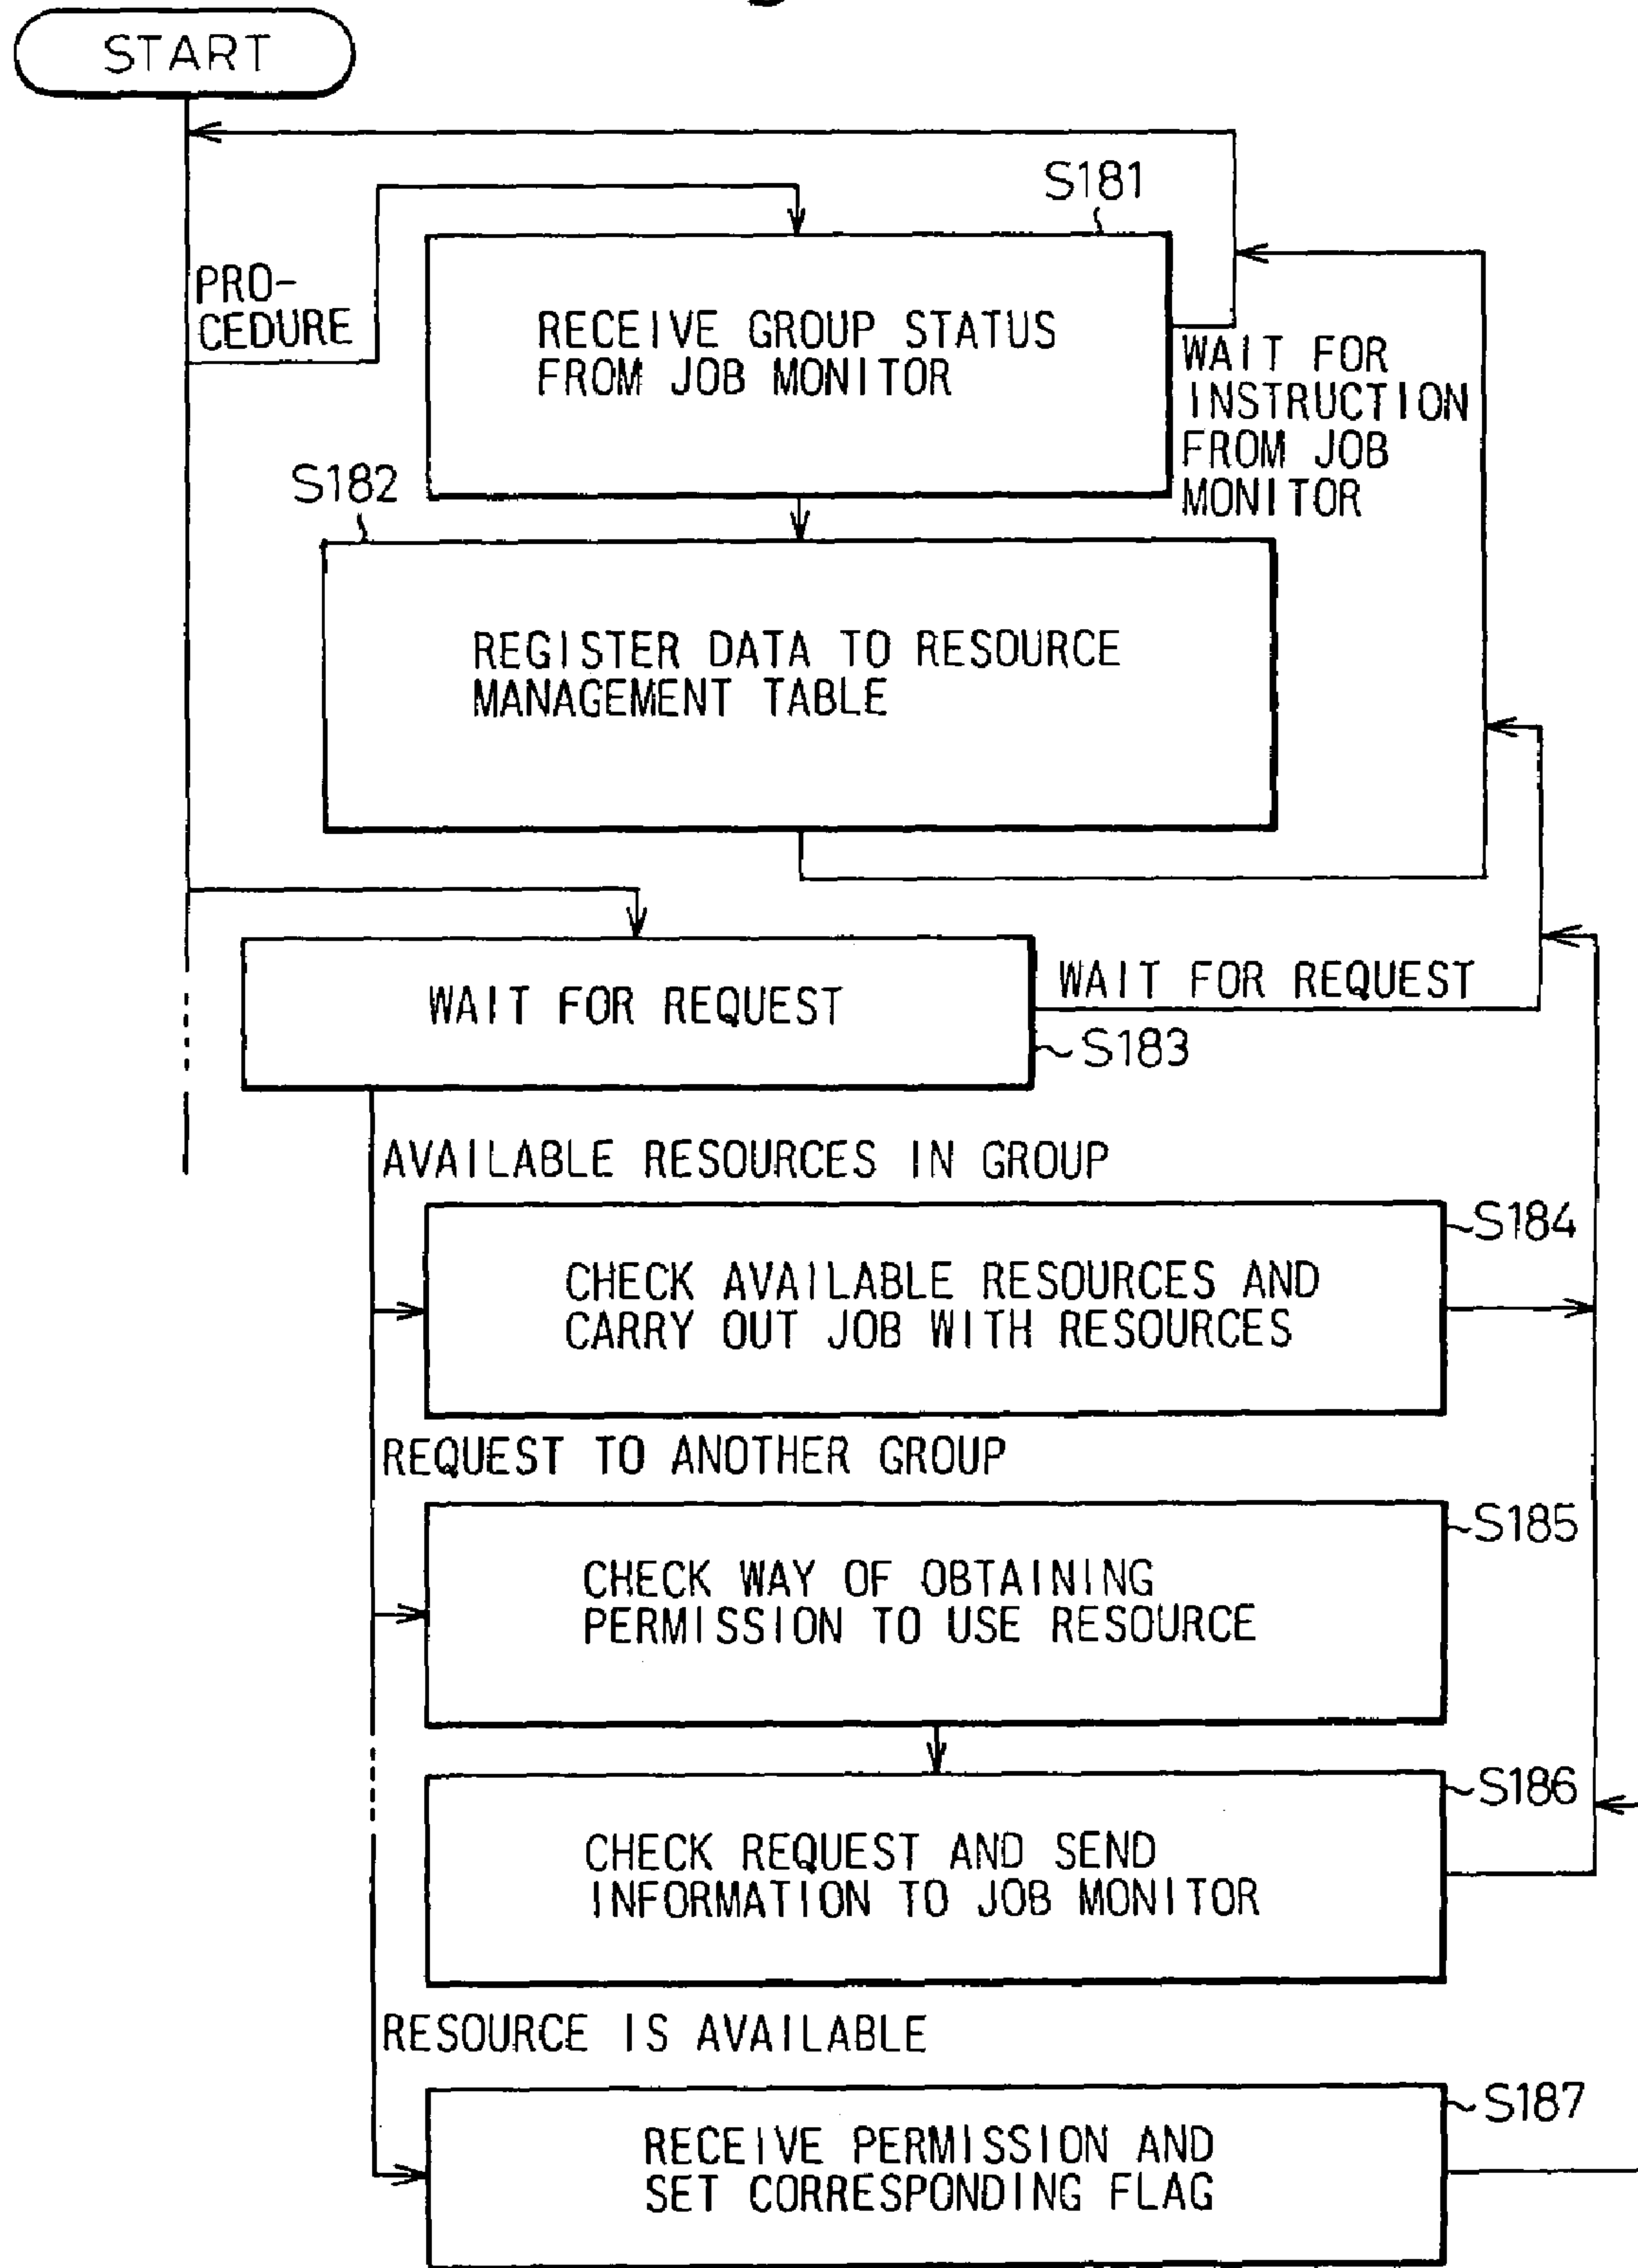 START
S181
PRO-
CEDURE
RECEIVE GROUP STATUS
FROM JOB MONITOR
WAIT FOR
INSTRUCTION
FROM JOB
MONITOR
S182
REGISTER DATA TO RESOURCE
MANAGEMENT TABLE
WAIT FOR REQUEST
WAIT FOR REQUEST
S183
AVAILABLE RESOURCES IN GROUP
S184
CHECK AVAILABLE RESOURCES AND
CARRY OUT JOB WITH RESOURCES
REQUEST TO ANOTHER GROUP
S185
CHECK WAY OF OBTAINING
PERMISSION TO USE RESOURCE
S186
CHECK REQUEST AND SEND
INFORMATION TO JOB MONITOR
RESOURCE IS AVAILABLE
S187
RECEIVE PERMISSION AND
SET CORRESPONDING FLAG